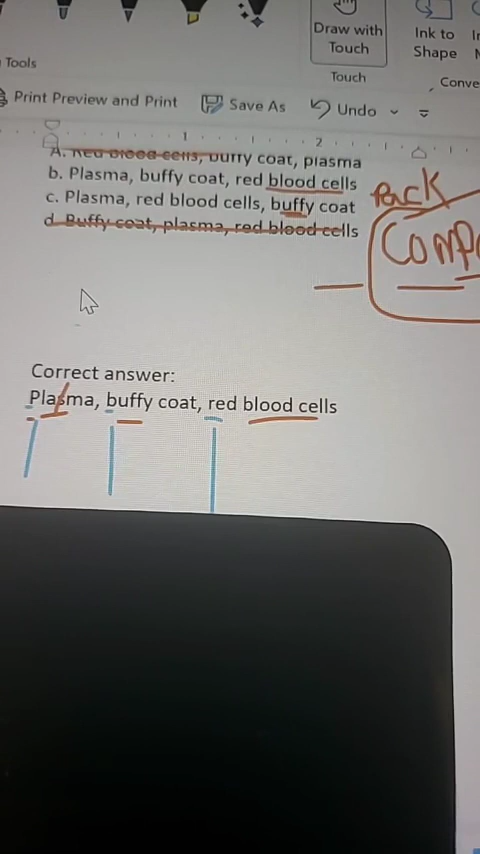 Draw with
Touch
Ink to
Shape
Tools
Touch
Print Preview and Print
Save As
Undo
1
2
A. Red blood cells, buffy coat, plasma
b. Plasma, buffy coat, red blood cells
c. Plasma, red blood cells, buffy coat
d. Buffy coat, plasma, red blood cells
Pack
Correct answer:
Plasma, buffy coat, red blood cells